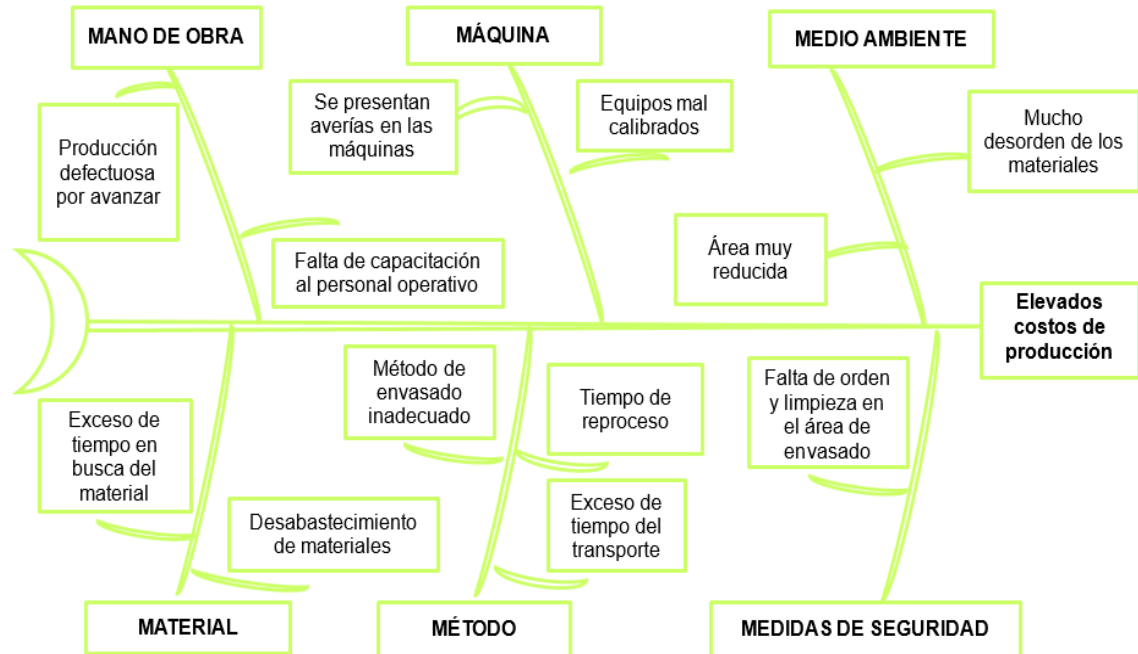 MANO DE OBRA
MÁQUINA
MEDIO AMBIENTE
Producción
defectuosa
por avanzar
Se presentan
averías en las
máquinas
Equipos mal
calibrados
Mucho
desorden de los
materiales
Falta de capacitación
al personal operativo
Área muy
reducida
Elevados
costos de
producción
Exceso de
tiempo en
busca del
material
Desabastecimiento
de materiales
Método de
envasado
inadecuado
Tiempo de
reproceso
Exceso de
tiempo del
transporte
Falta de orden
y limpieza en
el área de
envasado
MATERIAL
MÉTODO
MEDIDAS DE SEGURIDAD